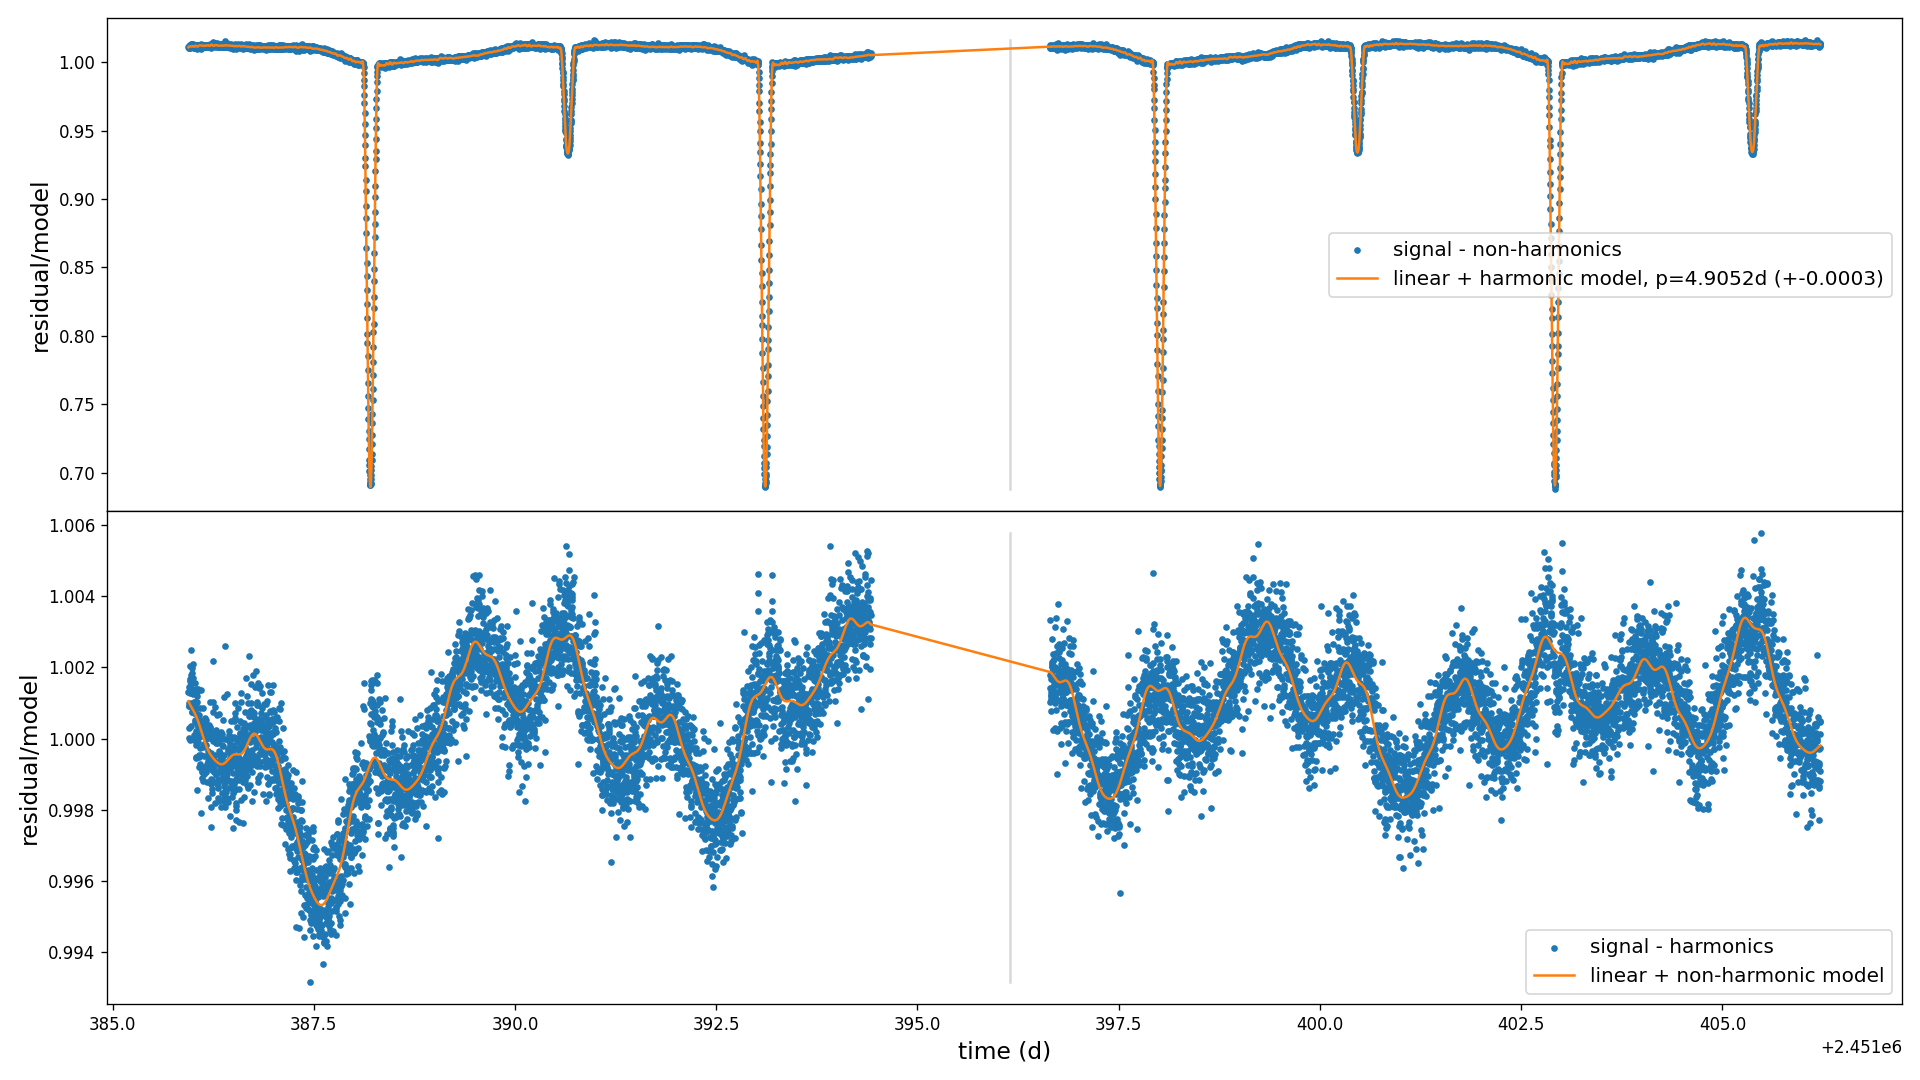 1.00
0.95
0.90
0.85
0.80
0.75
0.70
residual/model
signal - non-harmonics
linear + harmonic model, p=4.9052d (+-0.0003)
1.006
1.004
1.002
1.000
0.998
0.996
0.994
residual/model
signal - harmonics
linear + non-harmonic model
385.0 387.5 390.0 392.5 395.0 397.5 400.0 402.5 405.0
time (d)
+2.451e6